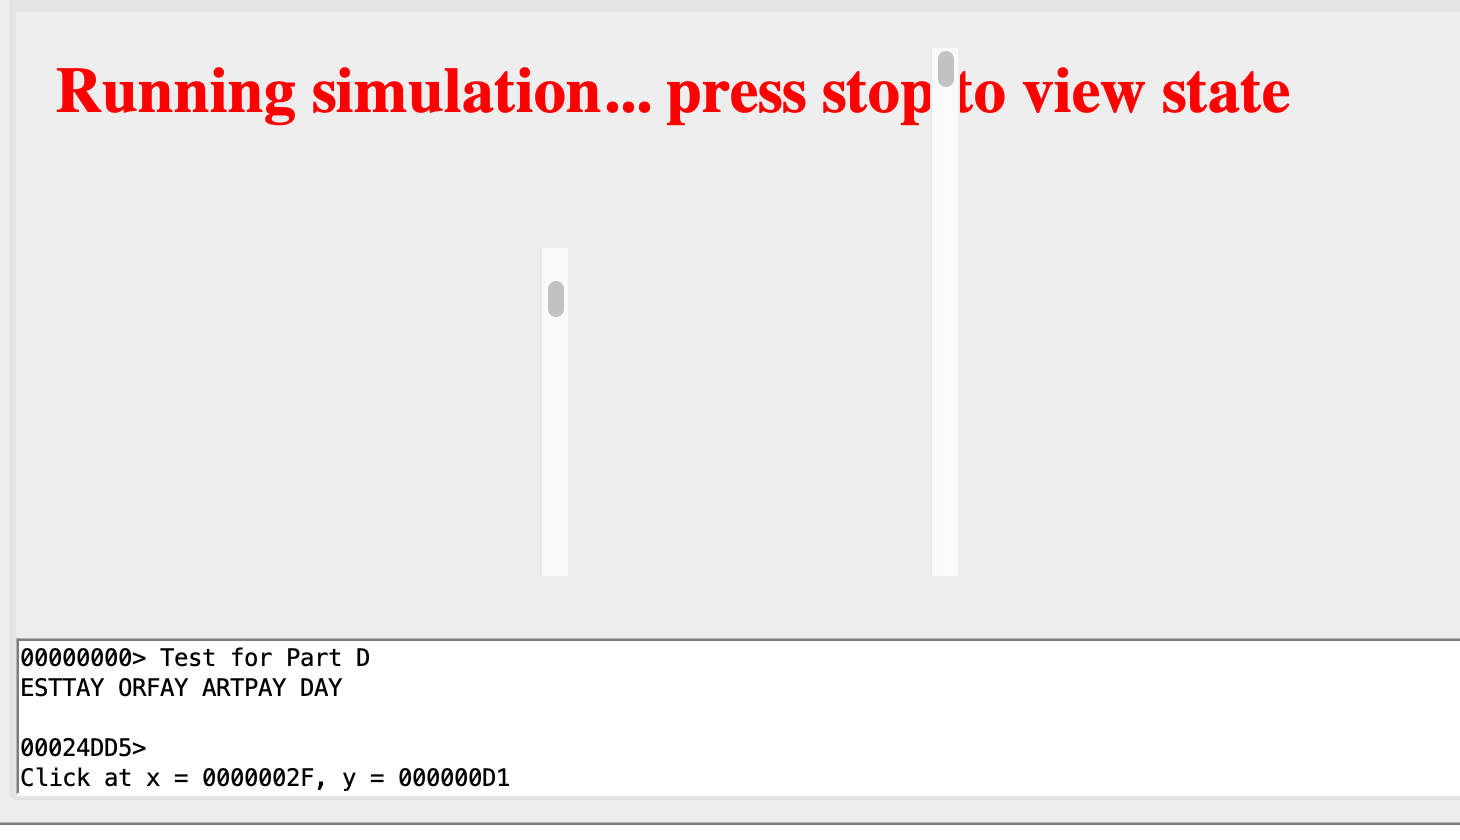 Running simulation... press stop to view state
00000000> Test for Part D
ESTTAY ORFAY ARTPAY DAY
00024DD5>
Click at x = 0000002F, y = 000000D1